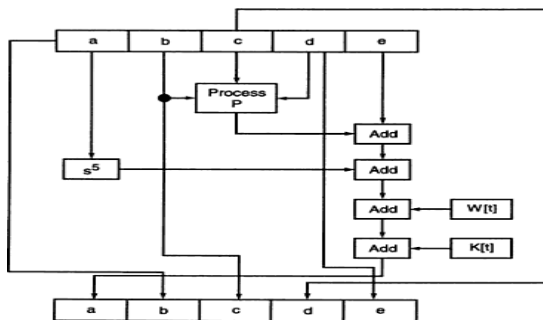 a b c d e
Process
P
Add
s⁵ Add
Add W[t]
Add K[t]
a b c d e